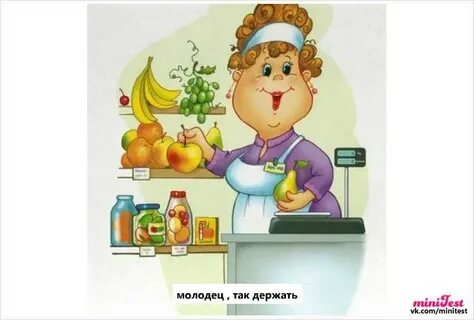 молодец , так держать
miniTest
vk.com/minitest